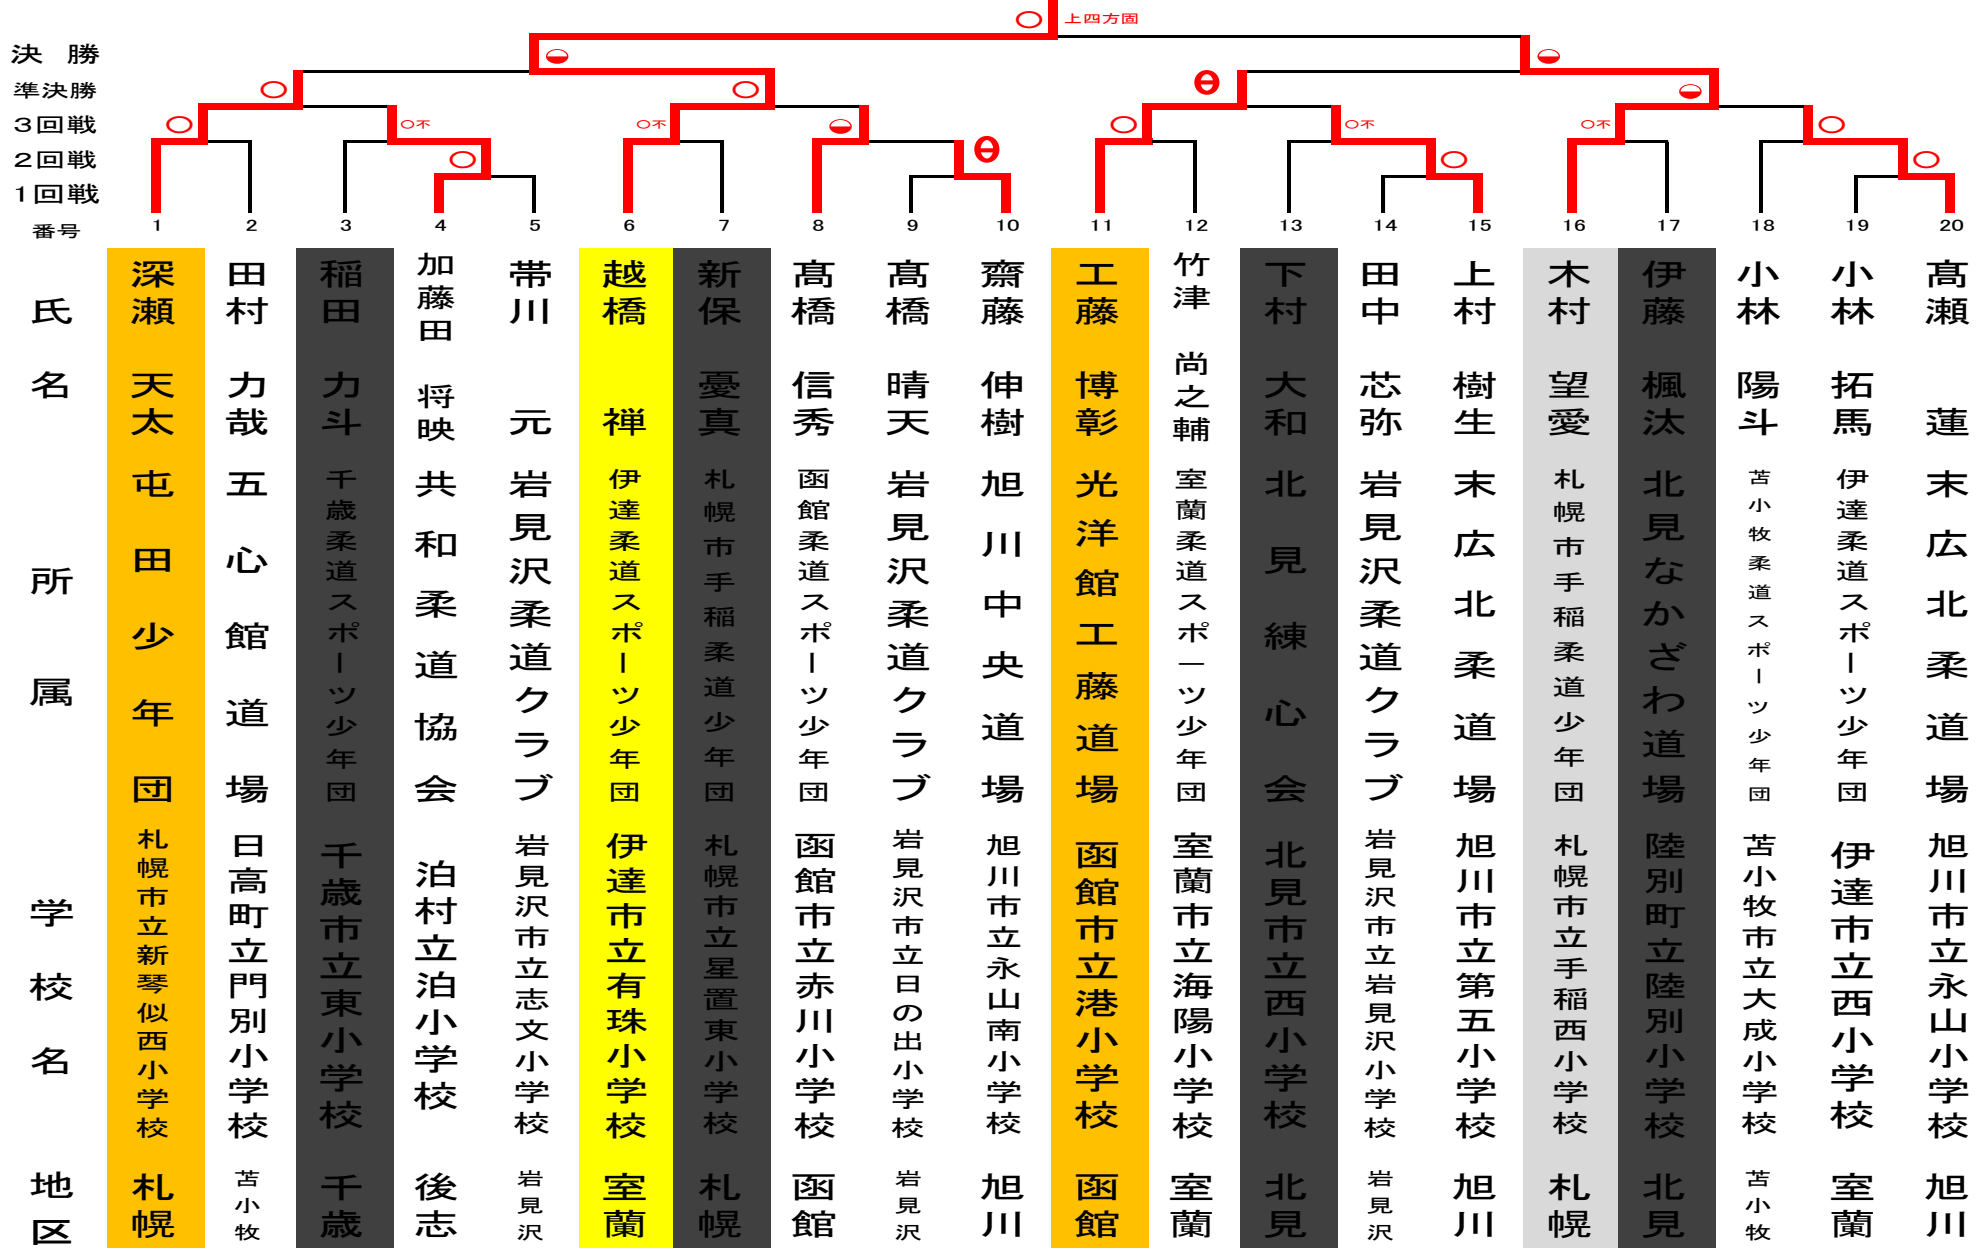 上四方固
決 勝
準決勝
3回戦
2回戦
1回戦
○不
○不
○不
○不
番号 1 2 3 4 5 6 7 8 9 10 11 12 13 14 15 16 17 18 19 20
氏名
深瀬 天太
田村 力哉
稲田 力斗
加藤田 将映
帯川 元
越橋 禅
新保 憂真
髙橋 信秀
髙橋 晴天
齋藤 伸樹
工藤 博彰
竹津 尚之輔
下村 大和
田中 芯弥
上村 樹生
木村 望愛
伊藤 楓汰
小林 陽斗
小林 拓馬
髙瀬 蓮
所属
屯田少年団
五心館道場
千歳柔道スポーツ少年団
共和柔道協会
岩見沢柔道クラブ
伊達柔道スポーツ少年団
札幌市手稲柔道少年団
函館柔道スポーツ少年団
岩見沢柔道クラブ
旭川中央道場
光洋館工藤道場
室蘭柔道スポーツ少年団
北見練心会
岩見沢柔道クラブ
末広北柔道場
札幌市手稲柔道少年団
北見なかざわ道場
苫小牧柔道スポーツ少年団
伊達柔道スポーツ少年団
末広北柔道場
学校名
札幌市立新琴似西小学校
日高町立門別小学校
千歳市立東小学校
泊村立泊小学校
岩見沢市立志文小学校
伊達市立有珠小学校
札幌市立星置東小学校
函館市立赤川小学校
岩見沢市立日の出小学校
旭川市立永山南小学校
函館市立港小学校
室蘭市立海陽小学校
北見市立西小学校
岩見沢市立岩見沢小学校
旭川市立第五小学校
札幌市立手稲西小学校
陸別町立陸別小学校
苫小牧市立大成小学校
伊達市立西小学校
旭川市立永山小学校
地区
札幌
苫小牧
千歳
後志
岩見沢
室蘭
札幌
函館
岩見沢
旭川
函館
室蘭
北見
岩見沢
旭川
札幌
北見
苫小牧
室蘭
旭川